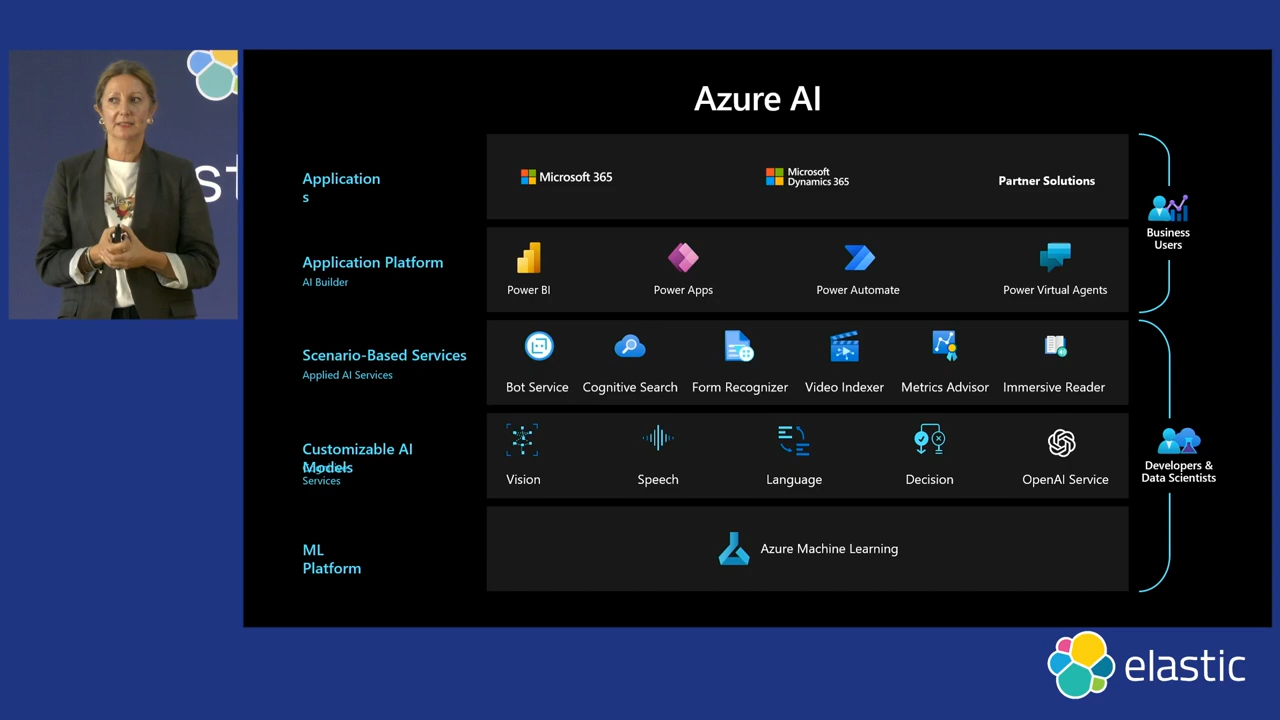 Azure AI
Application
s
Microsoft 365
Microsoft
Dynamics 365
Partner Solutions
Application Platform
AI Builder
Power BI
Power Apps
Power Automate
Power Virtual Agents
Business
Users
Scenario-Based Services
Applied AI Services
Bot Service
Cognitive Search
Form Recognizer
Video Indexer
Metrics Advisor
Immersive Reader
Customizable AI
Models
Cognitive
Services
Vision
Speech
Language
Decision
OpenAI Service
Developers &
Data Scientists
ML
Platform
Azure Machine Learning
st
elastic